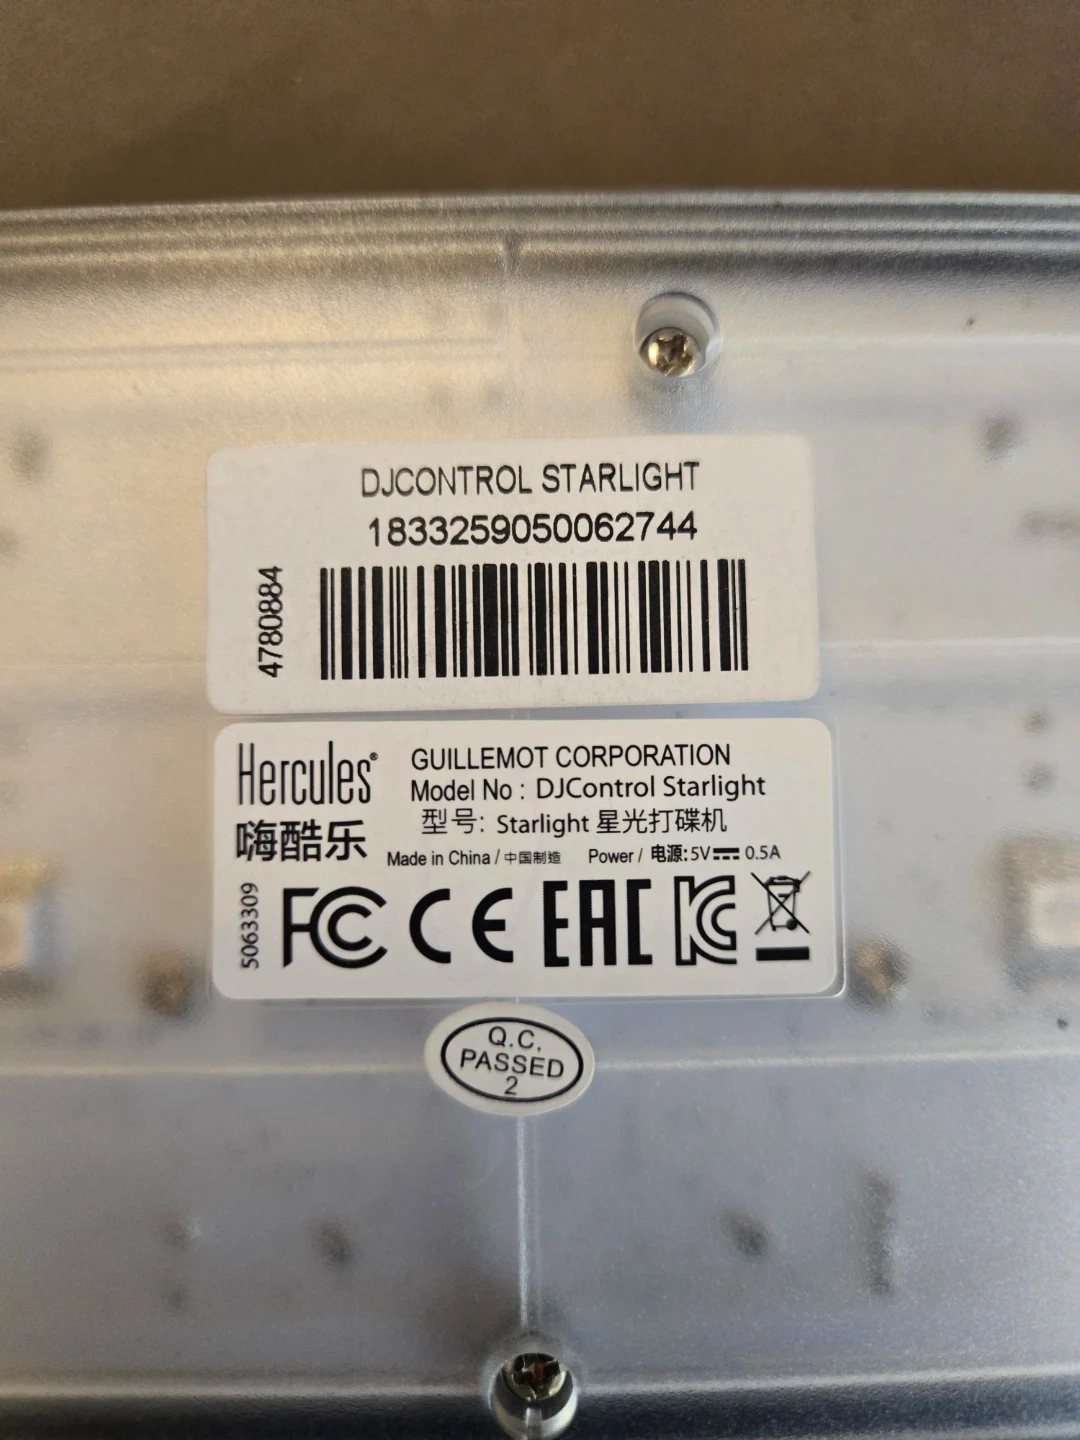 DJCONTROL STARLIGHT
1833259050062744
4780884
Hercules®
嗨酷乐
GUILLEMOT CORPORATION
Model No : DJControl Starlight
型号: Starlight 星光打碟机
Made in China / 中国制造 Power / 电源: 5V 0.5A
5063309
FC CE EAC KC
Q.C.
PASSED
2